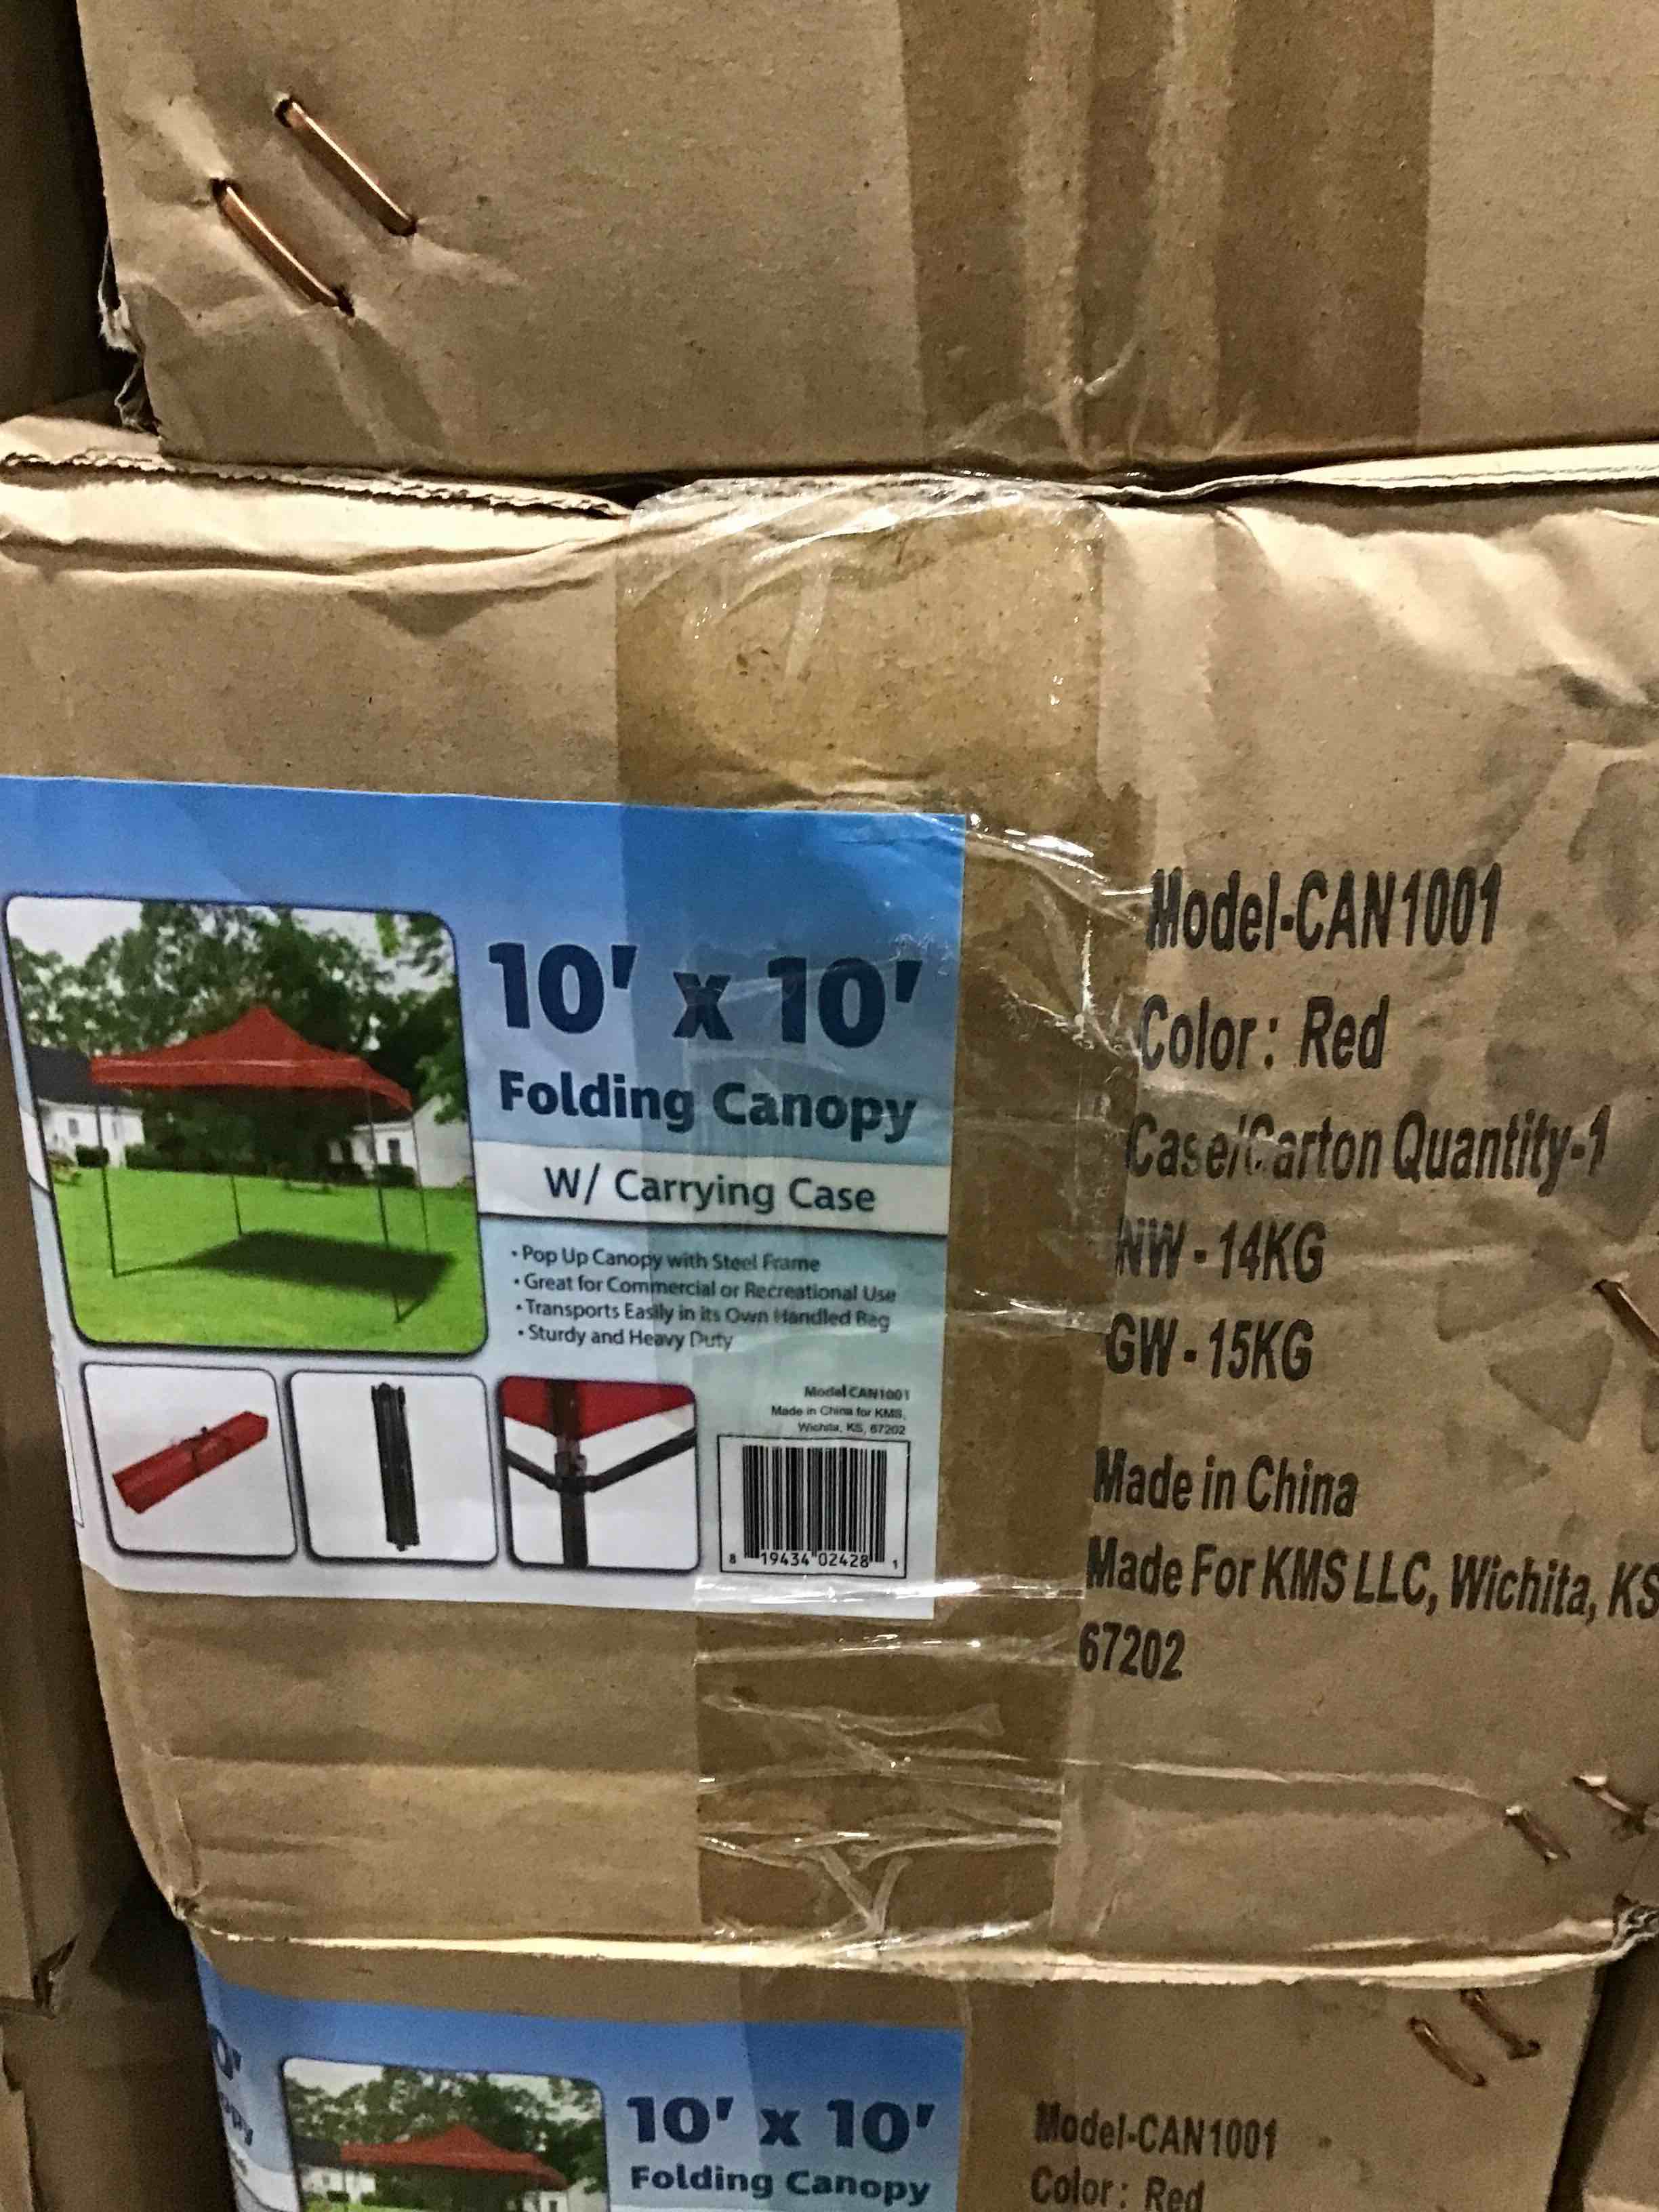 10' x 10'
Folding Canopy
W/ Carrying Case
• Pop Up Canopy with Steel Frame
• Great for Commercial or Recreational Use
• Transports Easily in its Own Handled Bag
• Sturdy and Heavy Duty
Model CAN1001
Made in China for KMS,
Wichita, KS, 67202
8 19434 02428 1
Model-CAN1001
Color: Red
Case/Carton Quantity-1
NW-14KG
GW-15KG
Made in China
Made For KMS LLC, Wichita, KS
67202
10' x 10'
Folding Canopy
Model-CAN1001
Color: Red